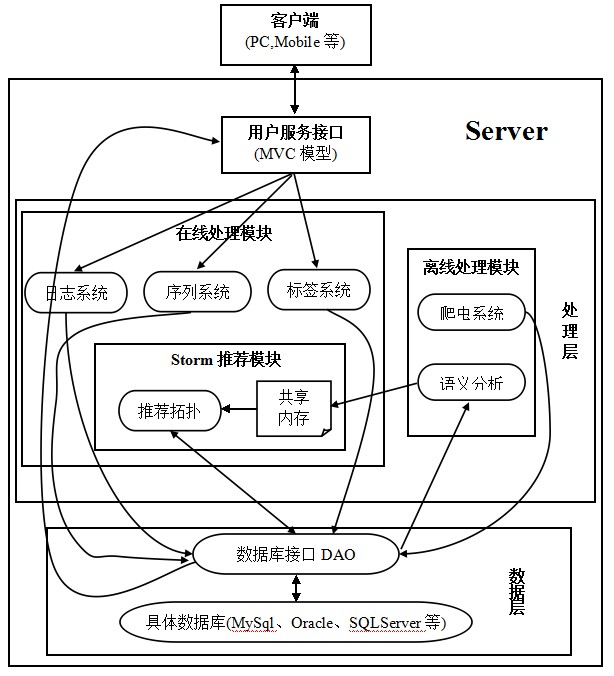 客户端
(PC,Mobile 等)
Server
用户服务接口
(MVC 模型)
在线处理模块
日志系统
序列系统
标签系统
离线处理模块
爬虫系统
语义分析
处
理
层
Storm 推荐模块
推荐拓扑
共享
内存
数据库接口 DAO
数
据
层
具体数据库(MySql、Oracle、SQLServer 等)